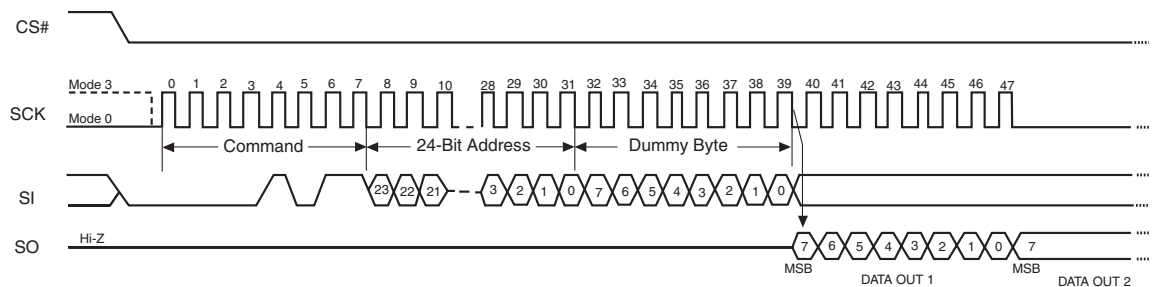 CS#
Mode 3
0 1 2 3 4 5 6 7 8 9 10 28 29 30 31 32 33 34 35 36 37 38 39 40 41 42 43 44 45 46 47
SCK
Mode 0
Command 24-Bit Address Dummy Byte
SI
23 22 21 3 2 1 0 7 6 5 4 3 2 1 0
Hi-Z
SO
7 6 5 4 3 2 1 0 7
MSB MSB
DATA OUT 1 DATA OUT 2